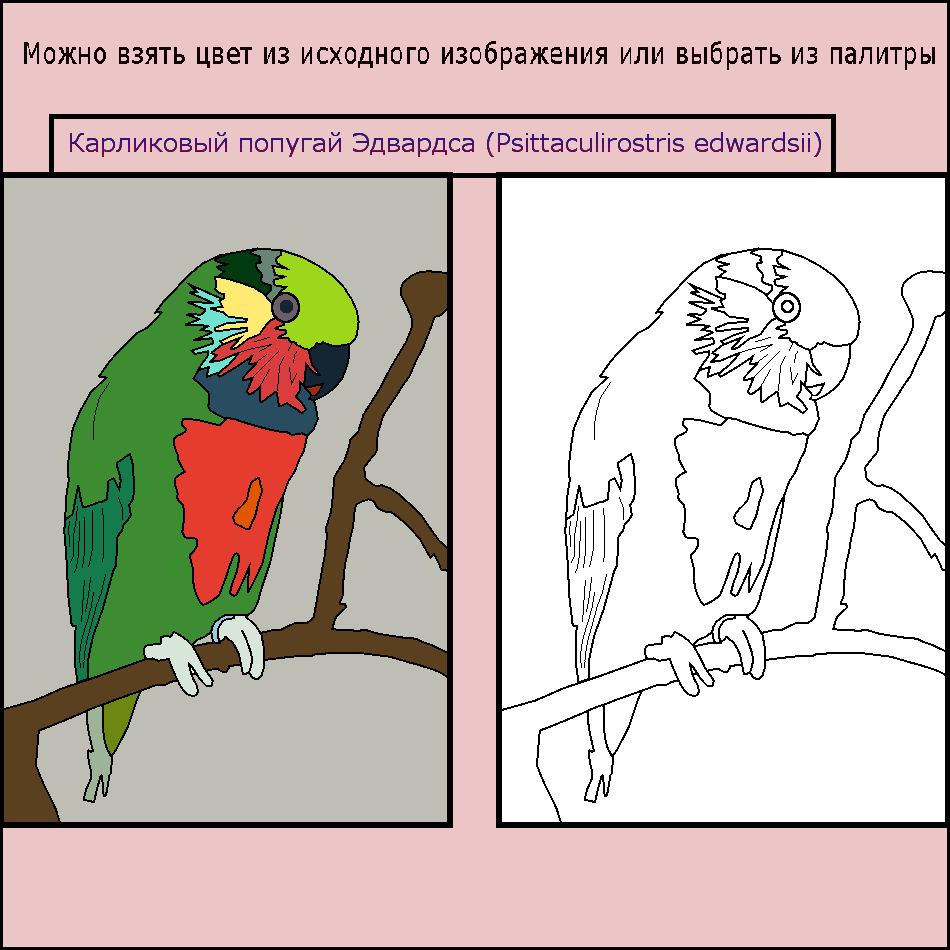 Можно взять цвет из исходного изображения или выбрать из палитры
Карликовый попугай Эдвардса (Psittaculirostris edwardsii)